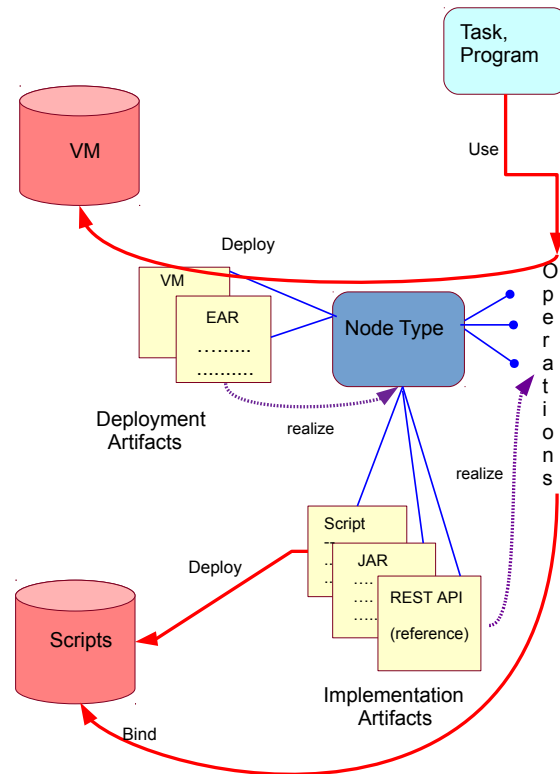 Task,
Program
VM
Use
Deploy
Operations
VM
EAR
..........
..........
Node Type
Deployment
Artifacts
realize
realize
Script
--
...
...
JAR
....
....
.....
REST API
(reference)
Deploy
Scripts
Implementation
Artifacts
Bind